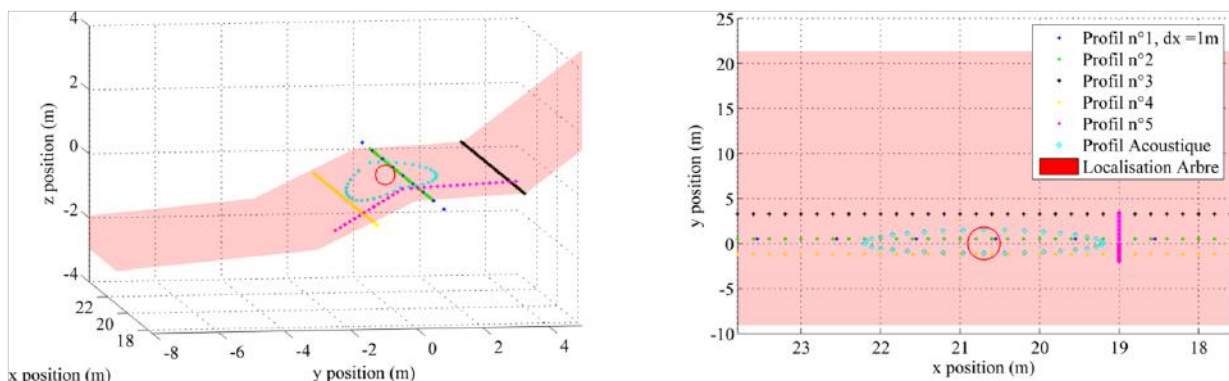 4
2
0
-2
-4
z position (m)
22
20
18
x position (m)
-8
-6
-4
-2
0
2
4
y position (m)
25
20
15
10
5
0
-5
-10
y position (m)
23
22
21
20
19
18
x position (m)
Profil n°1, dx =1m
Profil n°2
Profil n°3
Profil n°4
Profil n°5
Profil Acoustique
Localisation Arbre